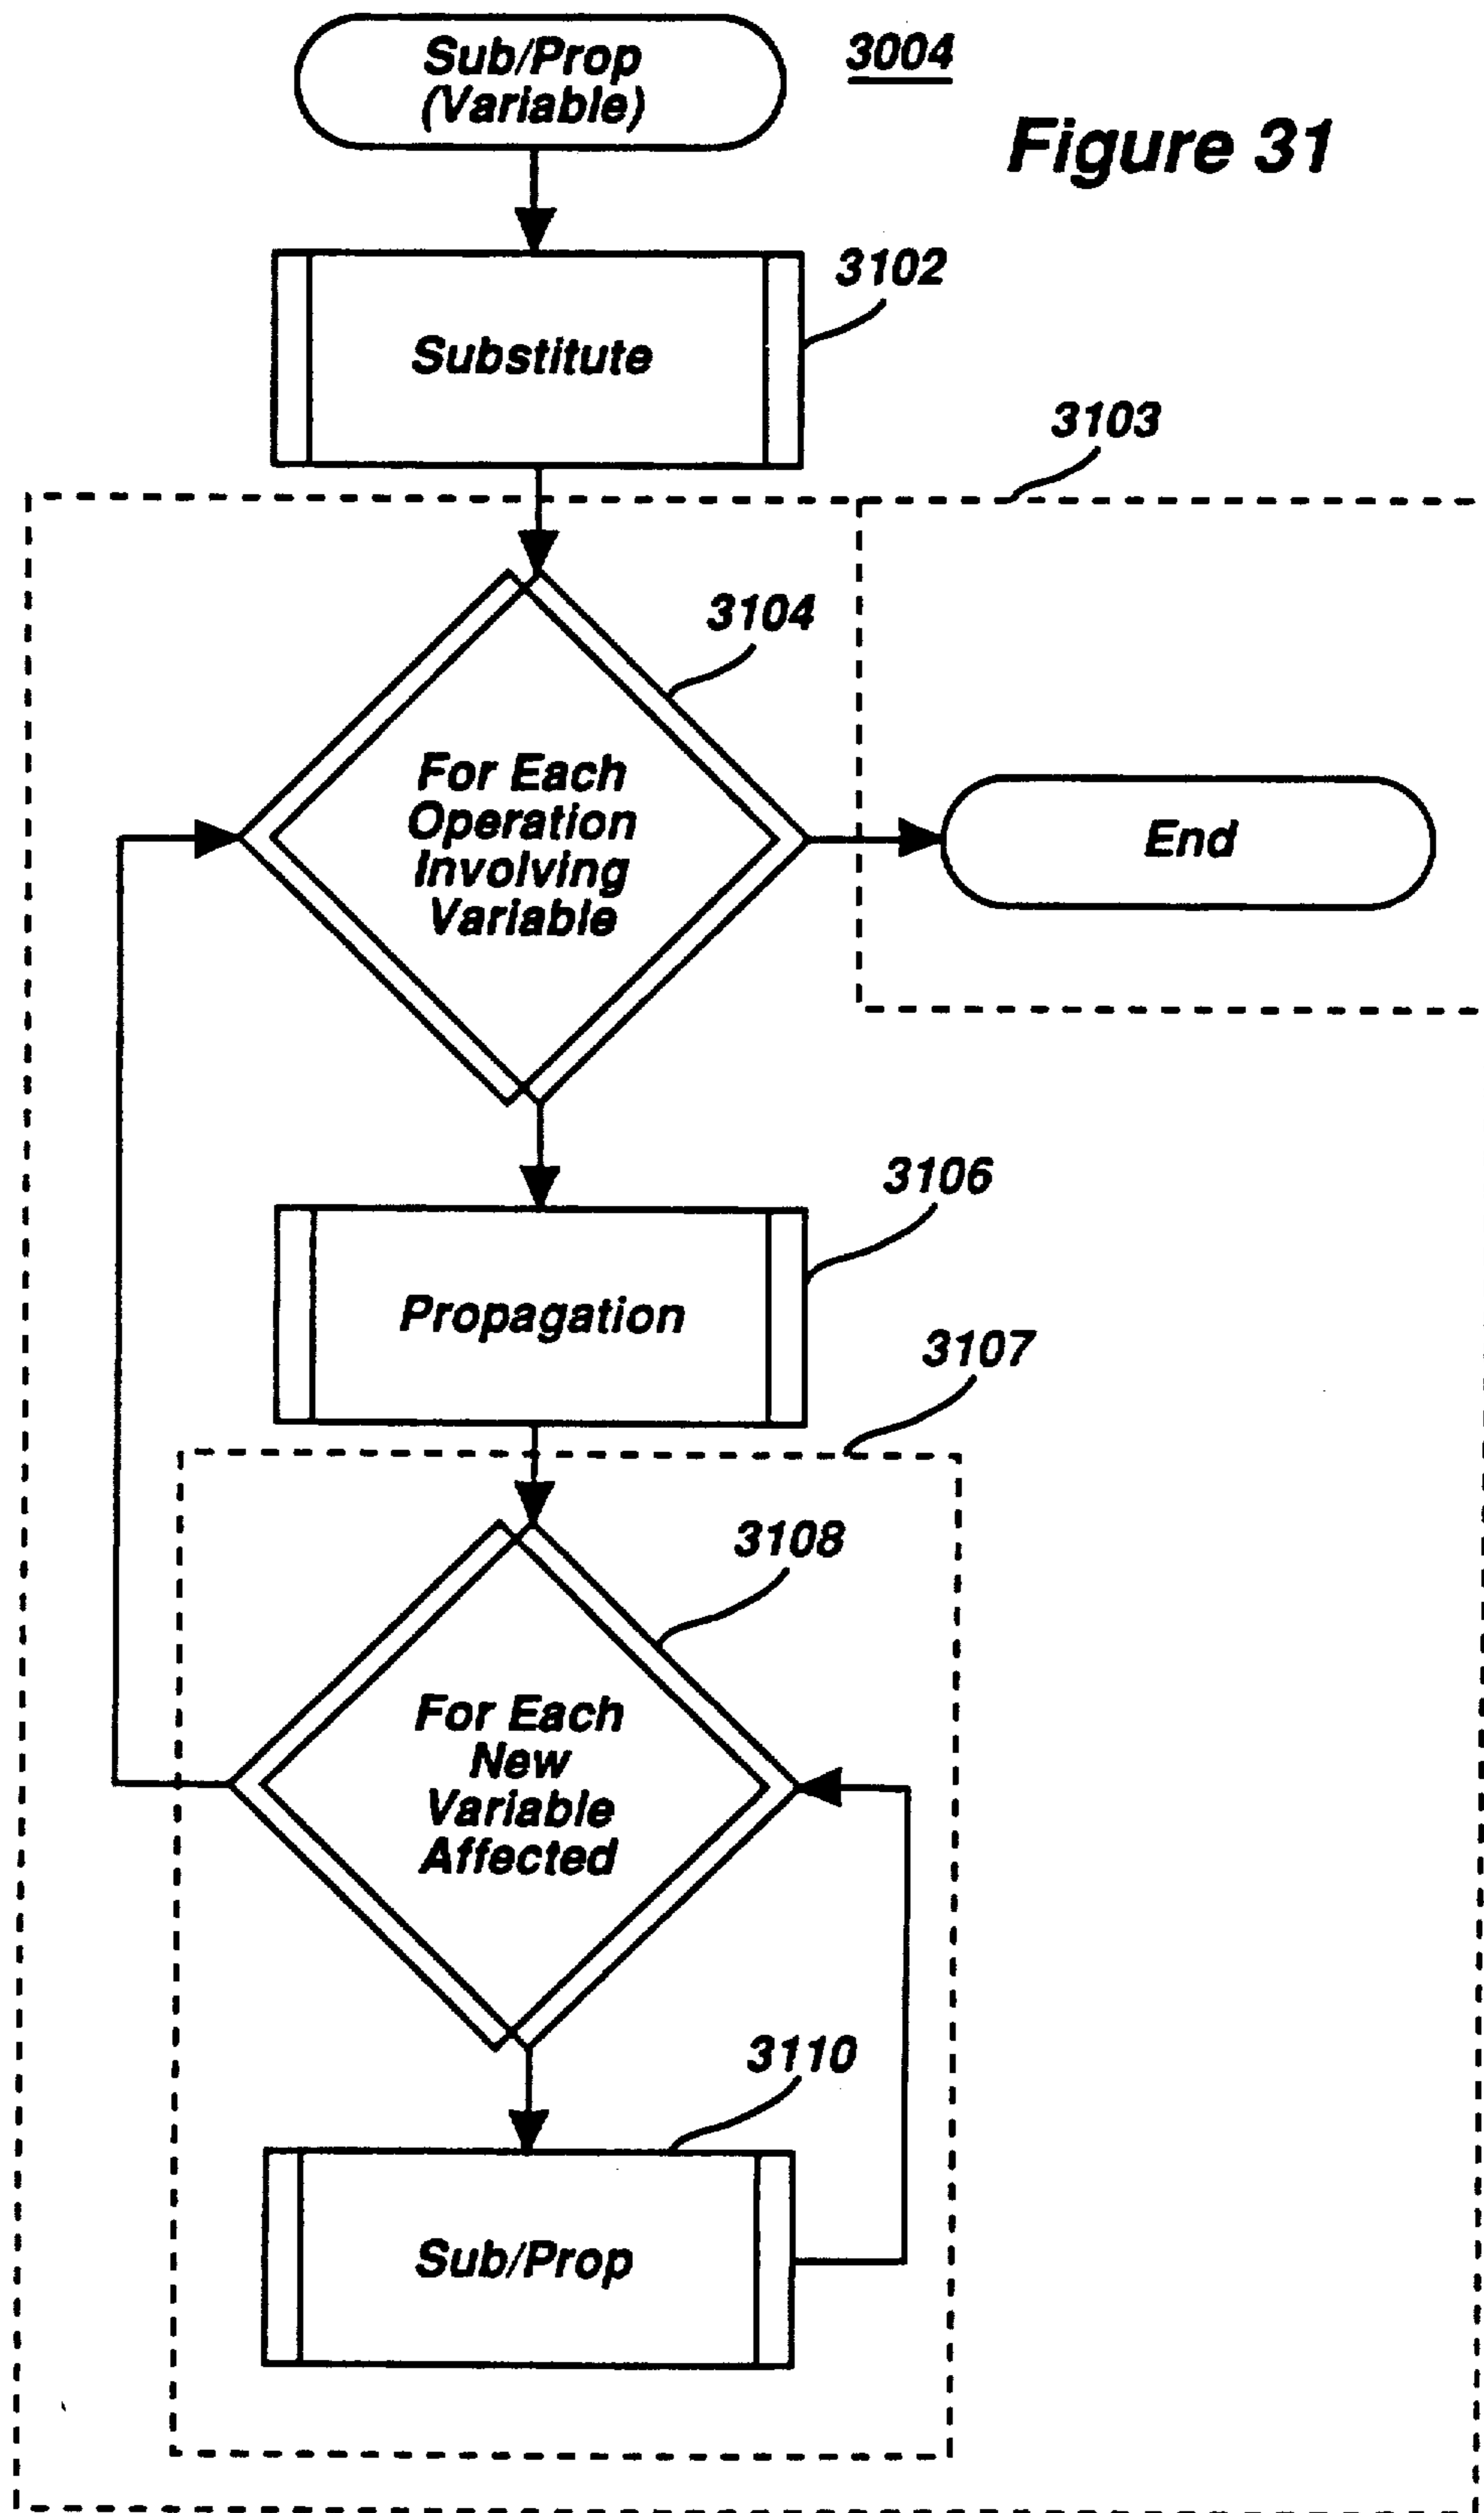 Sub/Prop
(Variable)
3004
Figure 31
3102
Substitute
3103
3104
For Each
Operation
Involving
Variable
End
3106
Propagation
3107
3108
For Each
New
Variable
Affected
3110
Sub/Prop